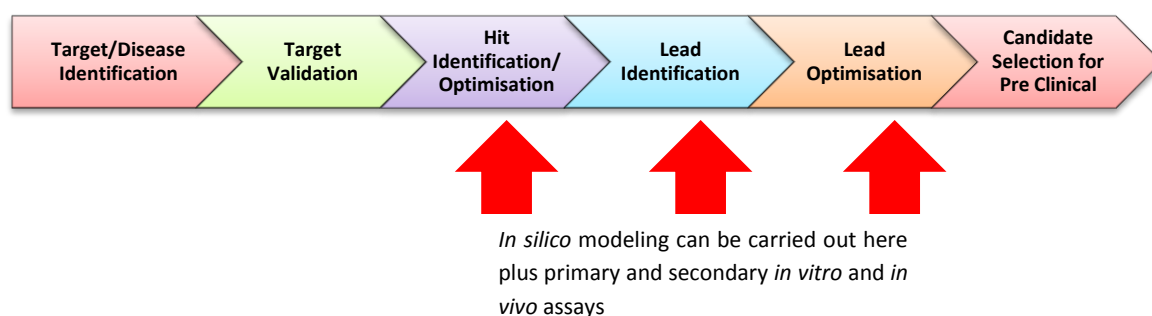 Target/Disease
Identification
Target
Validation
Hit
Identification/
Optimisation
Lead
Identification
Lead
Optimisation
Candidate
Selection for
Pre Clinical
In silico modeling can be carried out here
plus primary and secondary in vitro and in
vivo assays